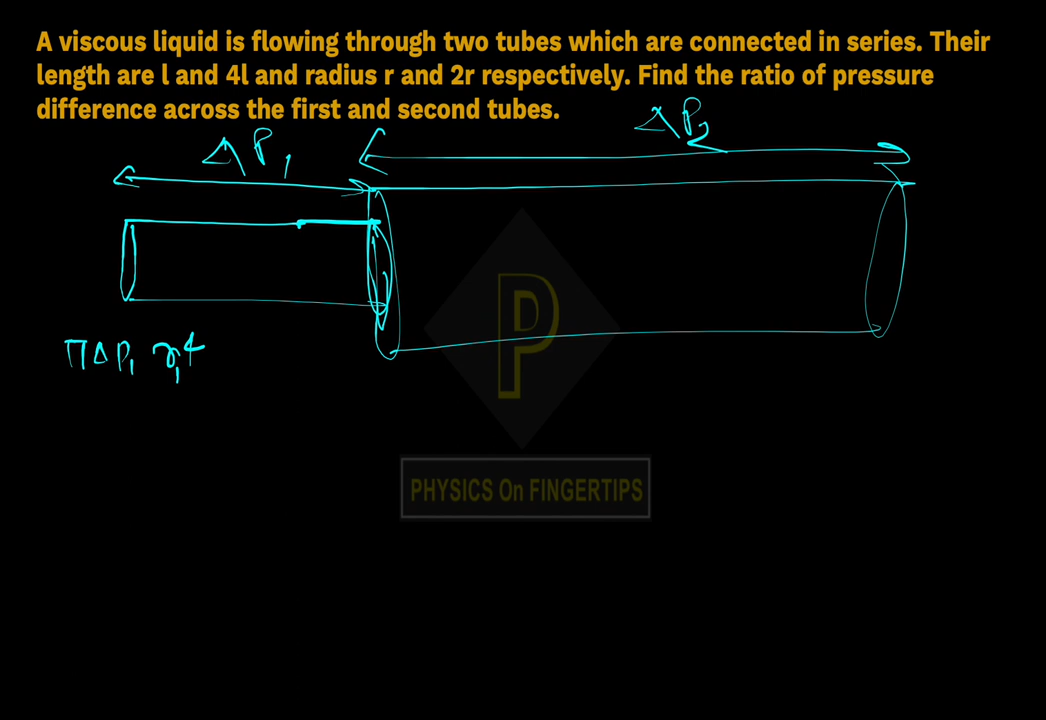 A viscous liquid is flowing through two tubes which are connected in series. Their
length are l and 4l and radius r and 2r respectively. Find the ratio of pressure
difference across the first and second tubes.
ΔP₁
ΔP₂
πΔP₁ r₁⁴
P
PHYSICS On FINGERTIPS